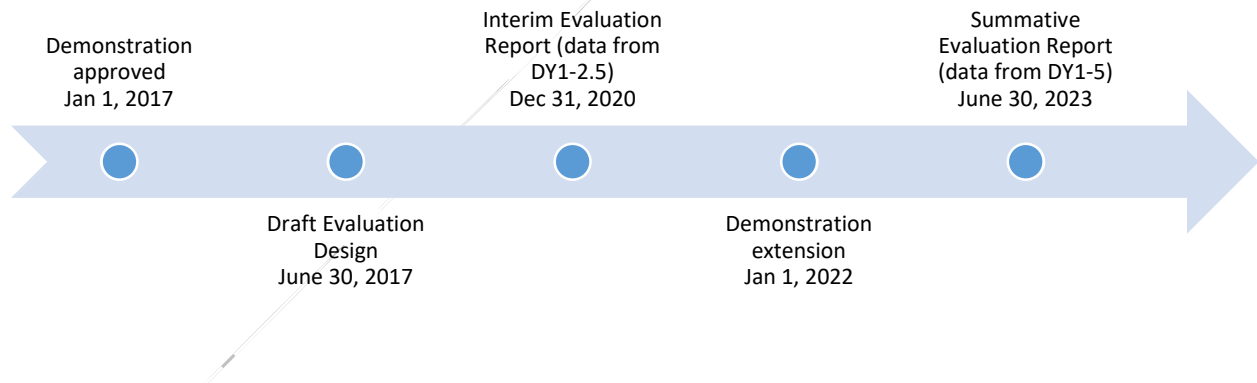 Demonstration
approved
Jan 1, 2017
Draft Evaluation
Design
June 30, 2017
Interim Evaluation
Report (data from
DY1-2.5)
Dec 31, 2020
Demonstration
extension
Jan 1, 2022
Summative
Evaluation Report
(data from DY1-5)
June 30, 2023